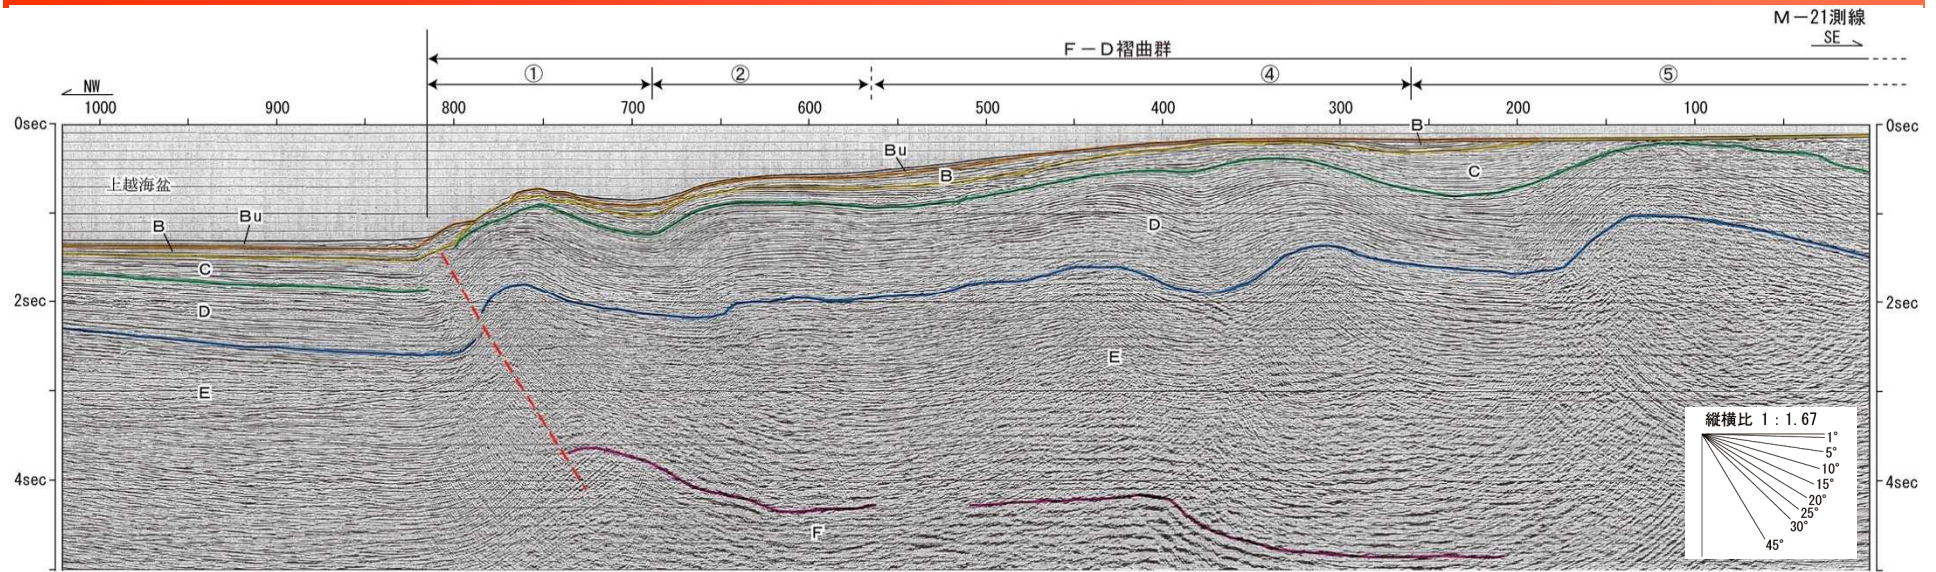 M−21測線
SE
F−D褶曲群
① ② ④ ⑤
NW
1000 900 800 700 600 500 400 300 200 100
0sec 0sec
B
Bu
B
C
上越海盆
Bu
B
D
C
2sec 2sec
D
E
E
縦横比 1：1.67
1°
5°
10°
15°
20°
25°
30°
45°
4sec 4sec
F